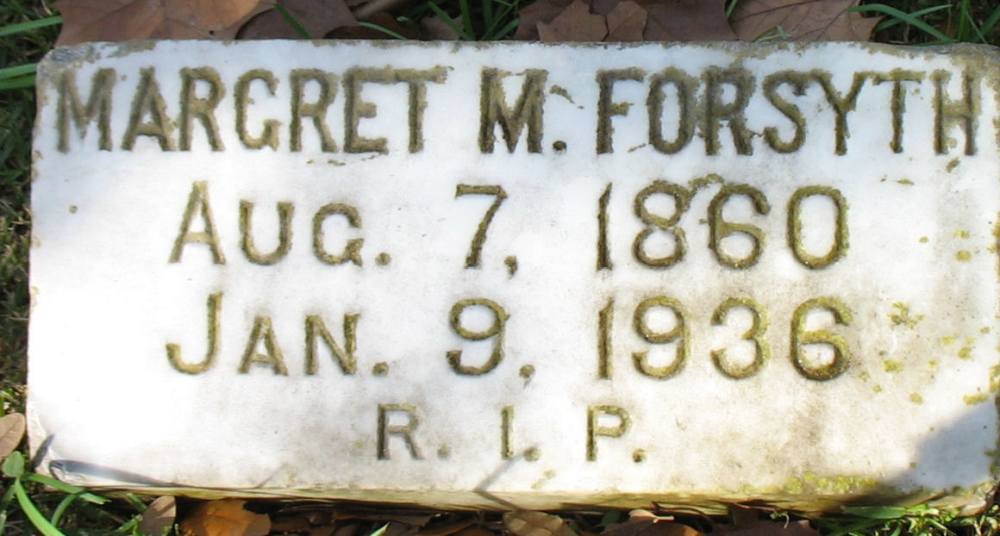 MARGRET M. FORSYTH
AUG. 7, 1860
JAN. 9. 1936
R. I. P.